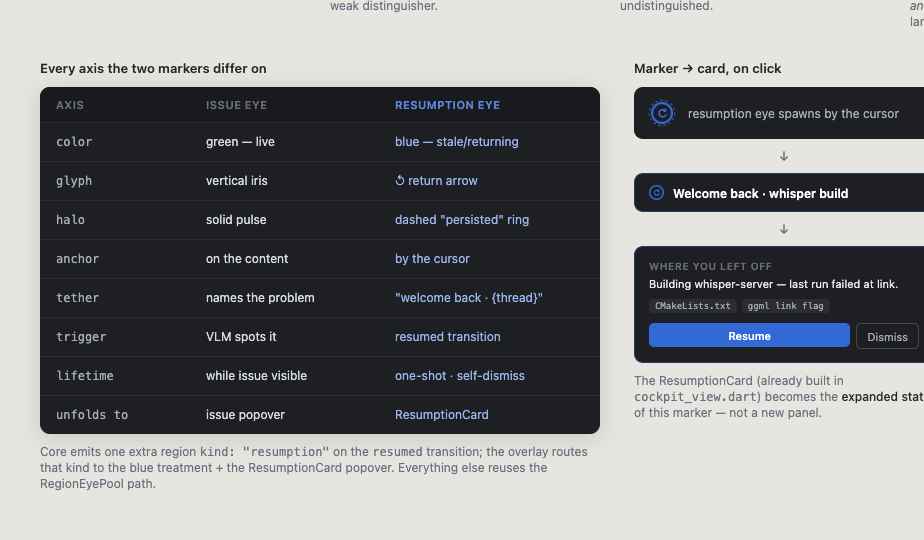 weak distinguisher.
undistinguished.
an
lar
Every axis the two markers differ on
AXIS ISSUE EYE RESUMPTION EYE
color green — live blue — stale/returning
glyph vertical iris ↺ return arrow
halo solid pulse dashed "persisted" ring
anchor on the content by the cursor
tether names the problem "welcome back · {thread}"
trigger VLM spots it resumed transition
lifetime while issue visible one-shot · self-dismiss
unfolds to issue popover ResumptionCard
Core emits one extra region kind: "resumption" on the resumed transition; the overlay routes
that kind to the blue treatment + the ResumptionCard popover. Everything else reuses the
RegionEyePool path.
Marker → card, on click
resumption eye spawns by the cursor
↓
Welcome back · whisper build
↓
WHERE YOU LEFT OFF
Building whisper-server — last run failed at link.
CMakeLists.txt ggml link flag
Resume Dismiss
The ResumptionCard (already built in
cockpit_view.dart) becomes the expanded stat
of this marker — not a new panel.